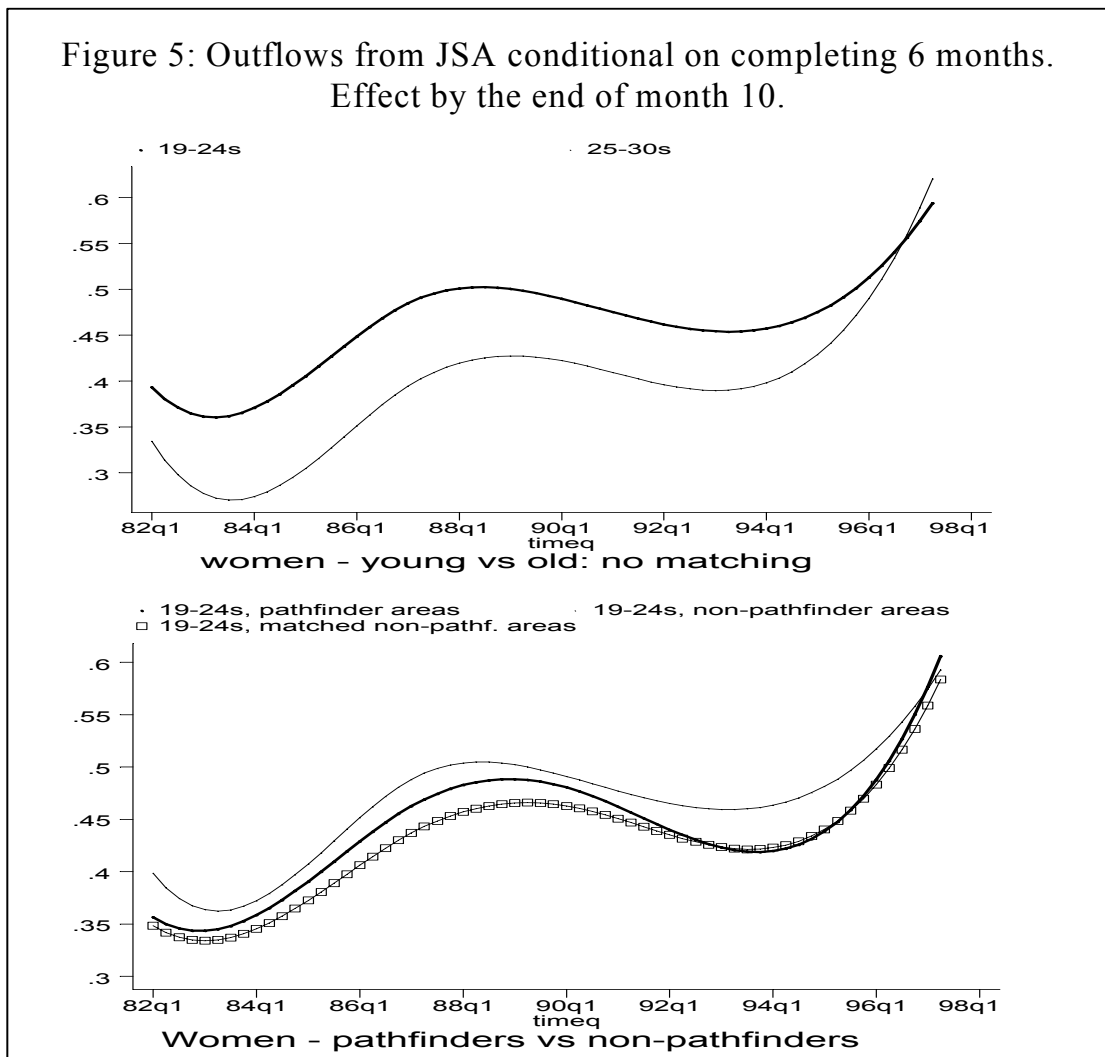 Figure 5: Outflows from JSA conditional on completing 6 months.
Effect by the end of month 10.
19-24s 25-30s
.6
.55
.5
.45
.4
.35
.3
82q1 84q1 86q1 88q1 90q1 92q1 94q1 96q1 98q1
timeq
women - young vs old: no matching
19-24s, pathfinder areas 19-24s, non-pathfinder areas
19-24s, matched non-pathf. areas
.6
.55
.5
.45
.4
.35
.3
82q1 84q1 86q1 88q1 90q1 92q1 94q1 96q1 98q1
timeq
Women - pathfinders vs non-pathfinders